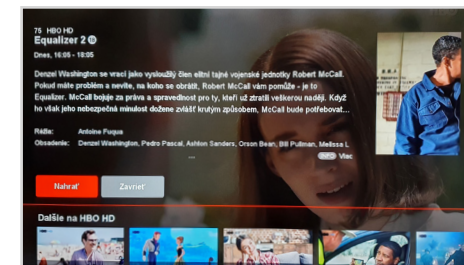 75 HBO HD
Equalizer 2
Dnes, 16:05 - 18:05
Denzel Washington se vrací jako vysloužilý člen elitní tajné vojenské jednotky Robert McCall.
Pokud máte problém a nevíte, na koho se obrátit, Robert McCall vám pomůže - je to
Equalizer. McCall bojuje za práva a spravedlnost pro ty, kteří už ztratili veškerou naději. Když
ho však jeho nebezpečná minulost dožene zvlášť krutým způsobem, McCall bude potřebovat...
Réžie: Antoine Fuqua
Obsadenie: Denzel Washington, Pedro Pascal, Ashton Sanders, Orson Bean, Bill Pullman, Melissa L
...
INFO Viac
Nahrať
Zavrieť
Ďalšie na HBO HD